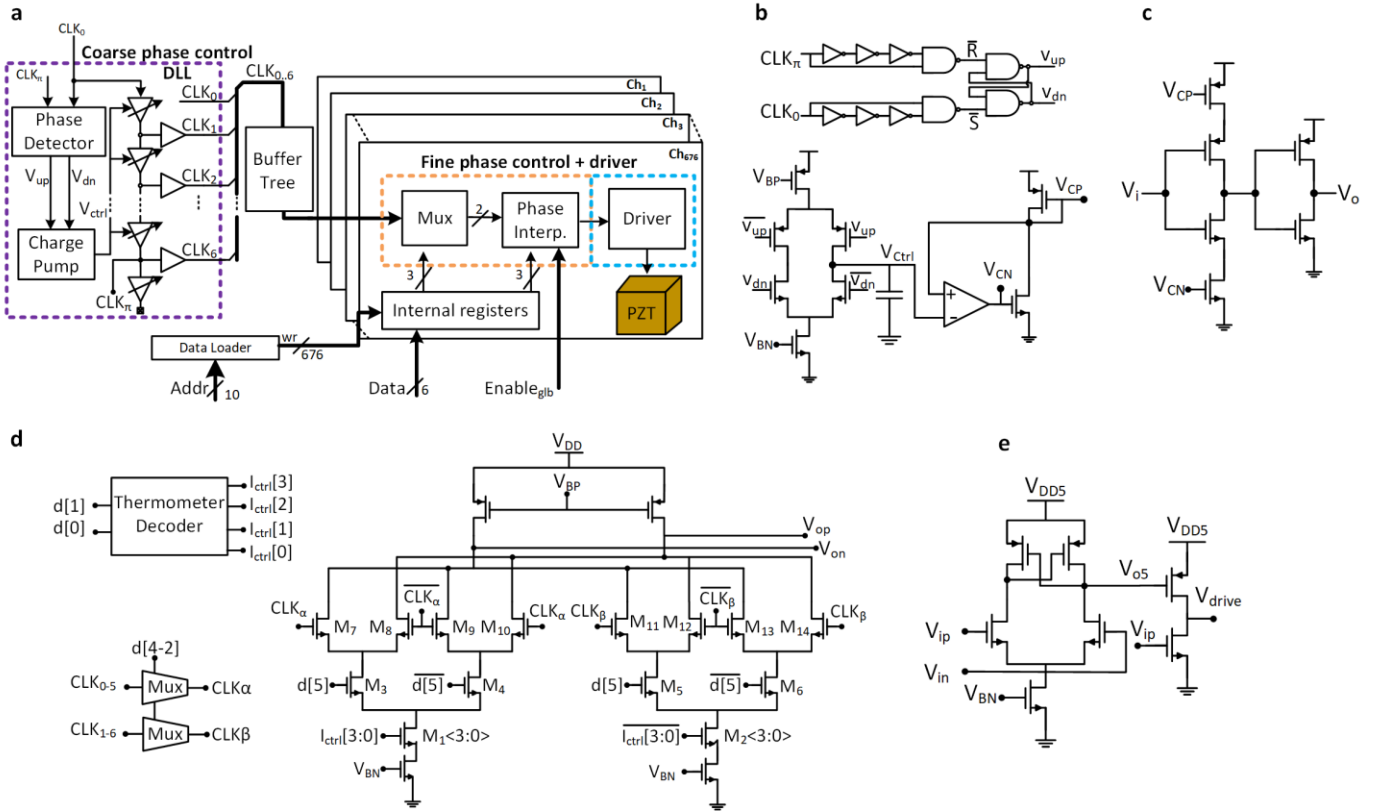 a
CLK₀
Coarse phase control
DLL
CLKπ
CLK₀..₆
CLK₀
CLK₁
CLK₂
CLK₆
Phase
Detector
Vup
Vdn
Vctrl
Charge
Pump
CLKπ
Buffer
Tree
Ch₁
Ch₂
Ch₃
Ch₆₇₆
Fine phase control + driver
Mux
2
Phase
Interp.
Driver
3
3
Internal registers
PZT
Data Loader
wr
676
Addr
10
Data
6
Enableglb
b
CLKπ
R̅
Vup
CLK₀
S̅
Vdn
VBP
V̅u̅p̅
Vup
Vdn
V̅d̅n̅
VBN
VCtrl
+
−
VCN
VCP
c
VCP
Vi
Vo
VCN
d
d[1]
d[0]
Thermometer
Decoder
Ictrl[3]
Ictrl[2]
Ictrl[1]
Ictrl[0]
d[4-2]
CLK₀₋₅
Mux
CLKα
CLK₁₋₆
Mux
CLKβ
VDD
VBP
Vop
Von
CLKα
C̅L̅K̅α̅
CLKα
CLKβ
C̅L̅K̅β̅
CLKβ
M₇
M₈
M₉
M₁₀
M₁₁
M₁₂
M₁₃
M₁₄
d[5]
M₃
d̅[̅5̅]̅
M₄
d[5]
M₅
d̅[̅5̅]̅
M₆
Ictrl[3:0]
M₁<3:0>
I̅c̅t̅r̅l̅[̅3̅:̅0̅]̅
M₂<3:0>
VBN
VBN
e
VDD5
VDD5
Vo5
Vdrive
Vip
Vip
Vin
VBN